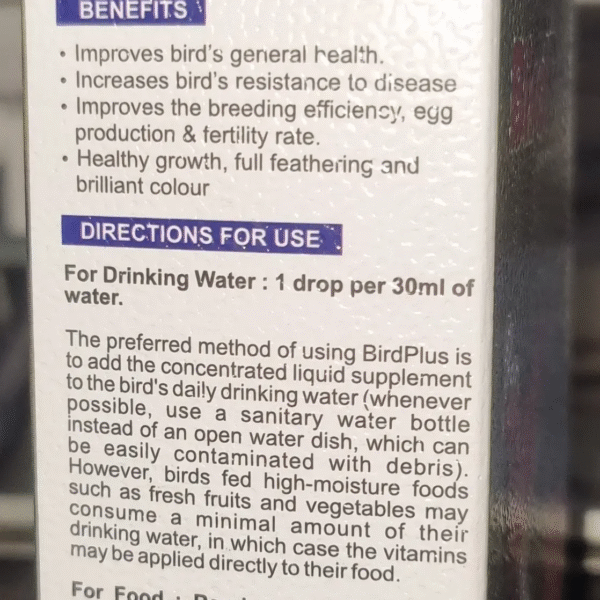 BENEFITS
• Improves bird's general health.
• Increases bird's resistance to disease
• Improves the breeding efficiency, egg
production & fertility rate.
• Healthy growth, full feathering and
brilliant colour
DIRECTIONS FOR USE
For Drinking Water : 1 drop per 30ml of
water.
The preferred method of using BirdPlus is
to add the concentrated liquid supplement
to the bird's daily drinking water (whenever
possible, use a sanitary water bottle
instead of an open water dish, which can
be easily contaminated with debris).
However, birds fed high-moisture foods
such as fresh fruits and vegetables may
consume a minimal amount of their
drinking water, in which case the vitamins
may be applied directly to their food.
For Food :